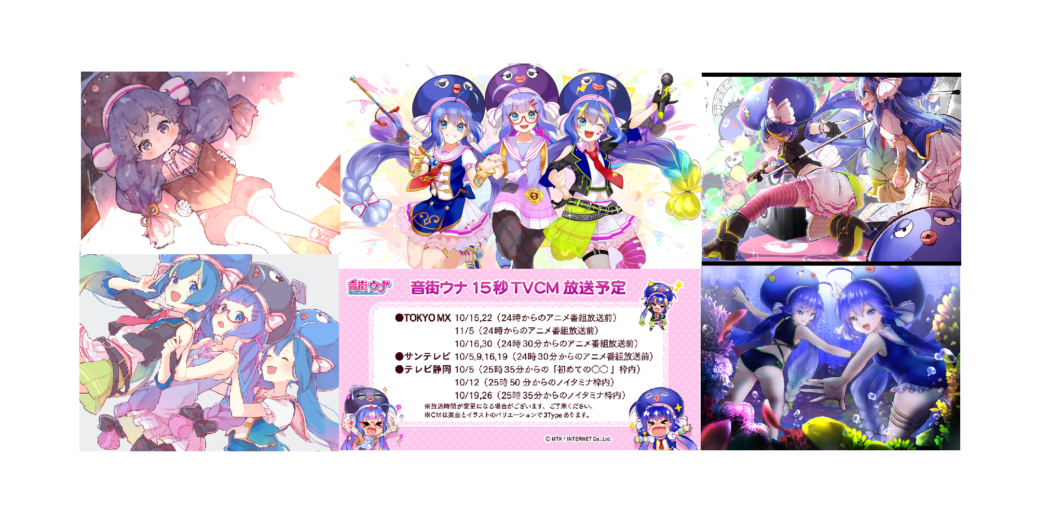 音街ウナ
音街ウナ 15秒 TVCM 放送予定
●TOKYO MX 10/15,22（24時からのアニメ番組放送前）
11/5（24時からのアニメ番組放送前）
10/16,30（24時30分からのアニメ番組放送前）
●サンテレビ 10/5,9,16,19（24時30分からのアニメ番組放送前）
●テレビ静岡 10/5（25時35分からの「初めての○○」枠内）
10/12（25時50分からのノイタミナ枠内）
10/19,26（25時35分からのノイタミナ枠内）
※放送時間が変更になる場合がございます、ご了承ください。
※CMは楽曲とイラストのバリエーションで3Typeあります。
© MTK / INTERNET Co.,Ltd.